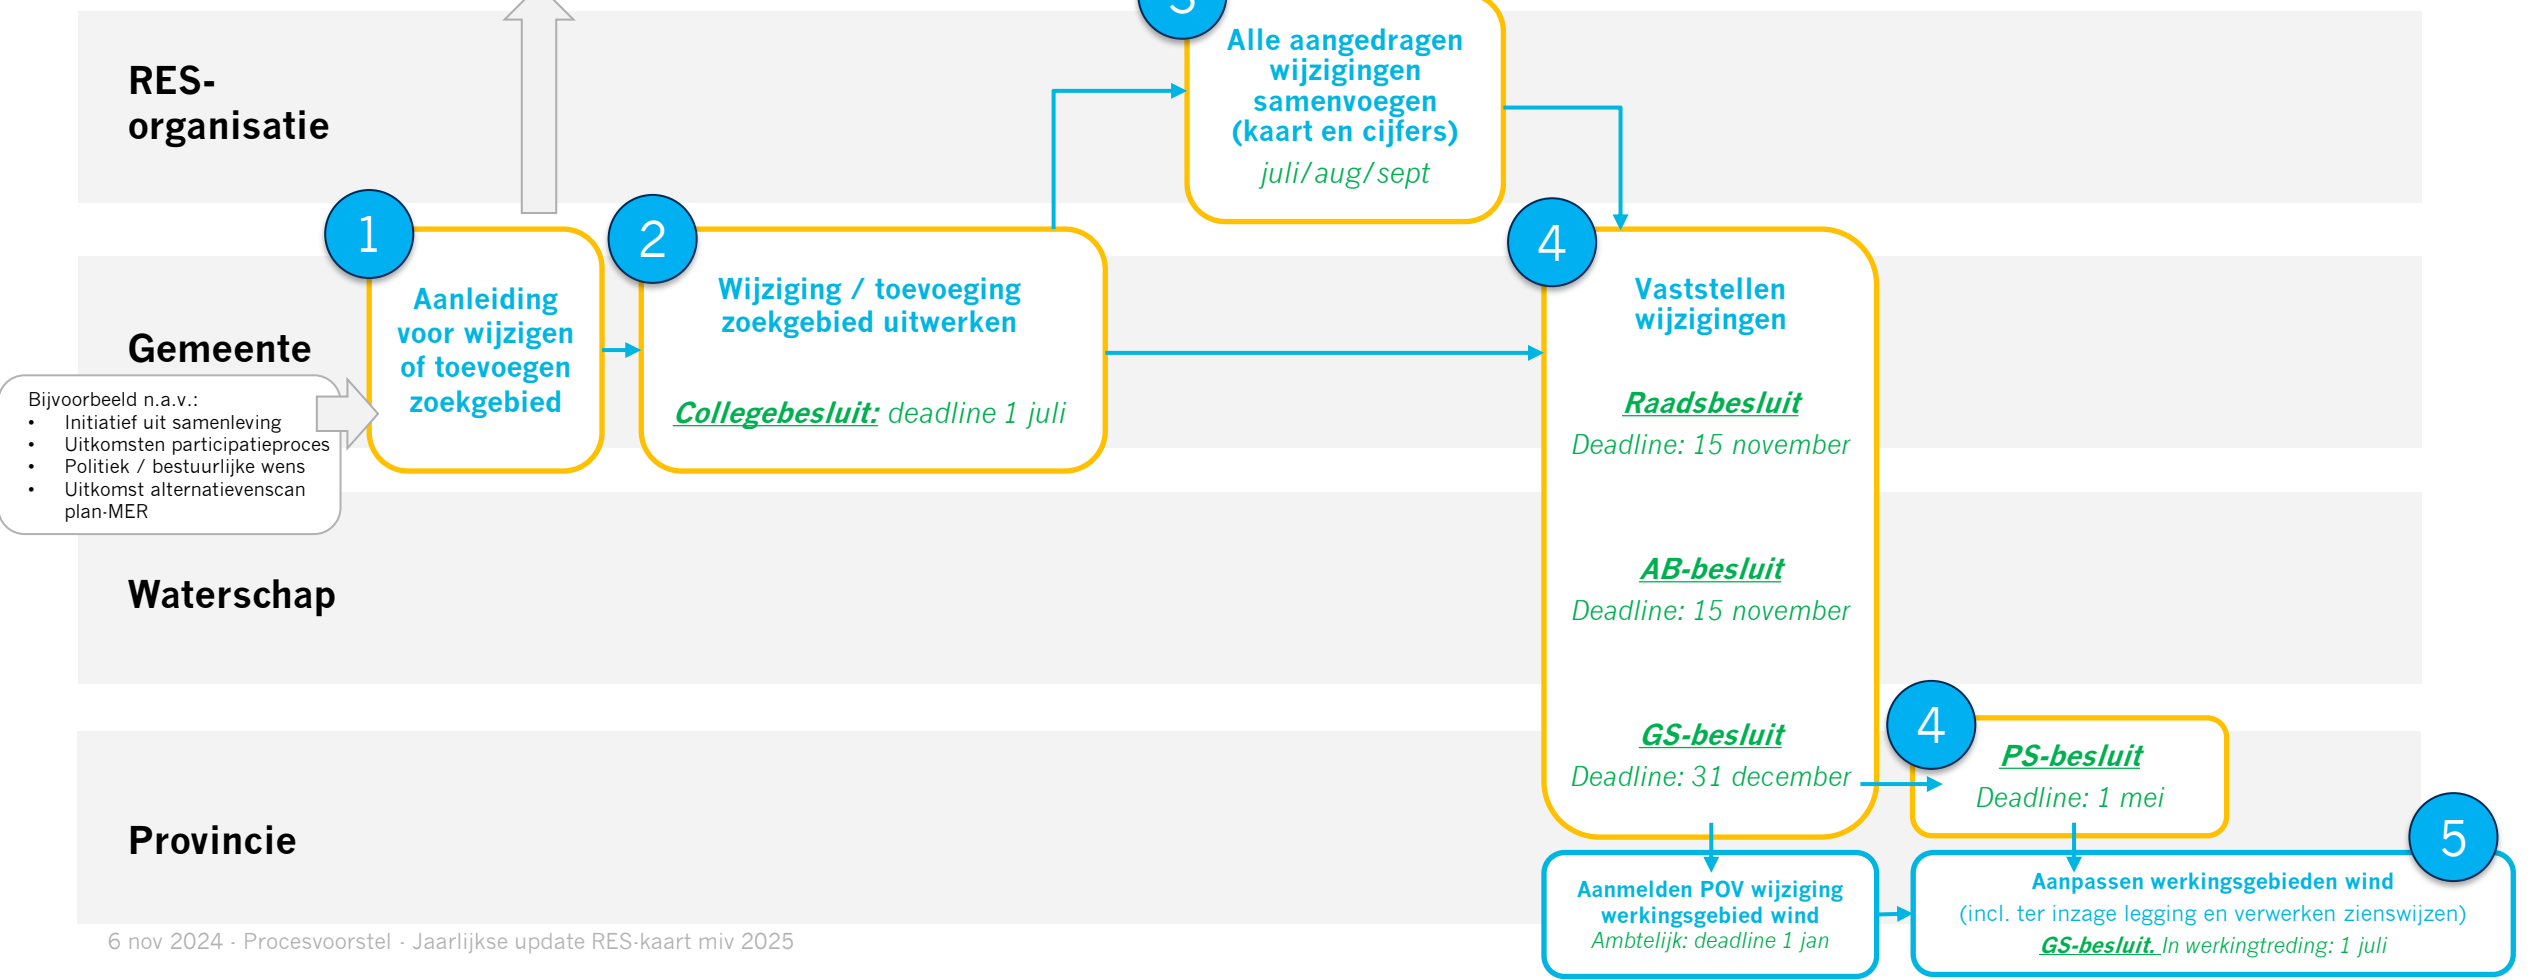 3
Alle aangedragen
wijzigingen
samenvoegen
(kaart en cijfers)
juli/aug/sept
RES-
organisatie
1
Aanleiding
voor wijzigen
of toevoegen
zoekgebied
2
Wijziging / toevoeging
zoekgebied uitwerken
Collegebesluit: deadline 1 juli
Gemeente
Bijvoorbeeld n.a.v.:
• Initiatief uit samenleving
• Uitkomsten participatieproces
• Politiek / bestuurlijke wens
• Uitkomst alternatievenscan
plan-MER
4
Vaststellen
wijzigingen
Raadsbesluit
Deadline: 15 november
Waterschap
AB-besluit
Deadline: 15 november
Provincie
GS-besluit
Deadline: 31 december
4
PS-besluit
Deadline: 1 mei
Aanmelden POV wijziging
werkingsgebied wind
Ambtelijk: deadline 1 jan
5
Aanpassen werkingsgebieden wind
(incl. ter inzage legging en verwerken zienswijzen)
GS-besluit. In werkingtreding: 1 juli
6 nov 2024 - Procesvoorstel - Jaarlijkse update RES-kaart miv 2025